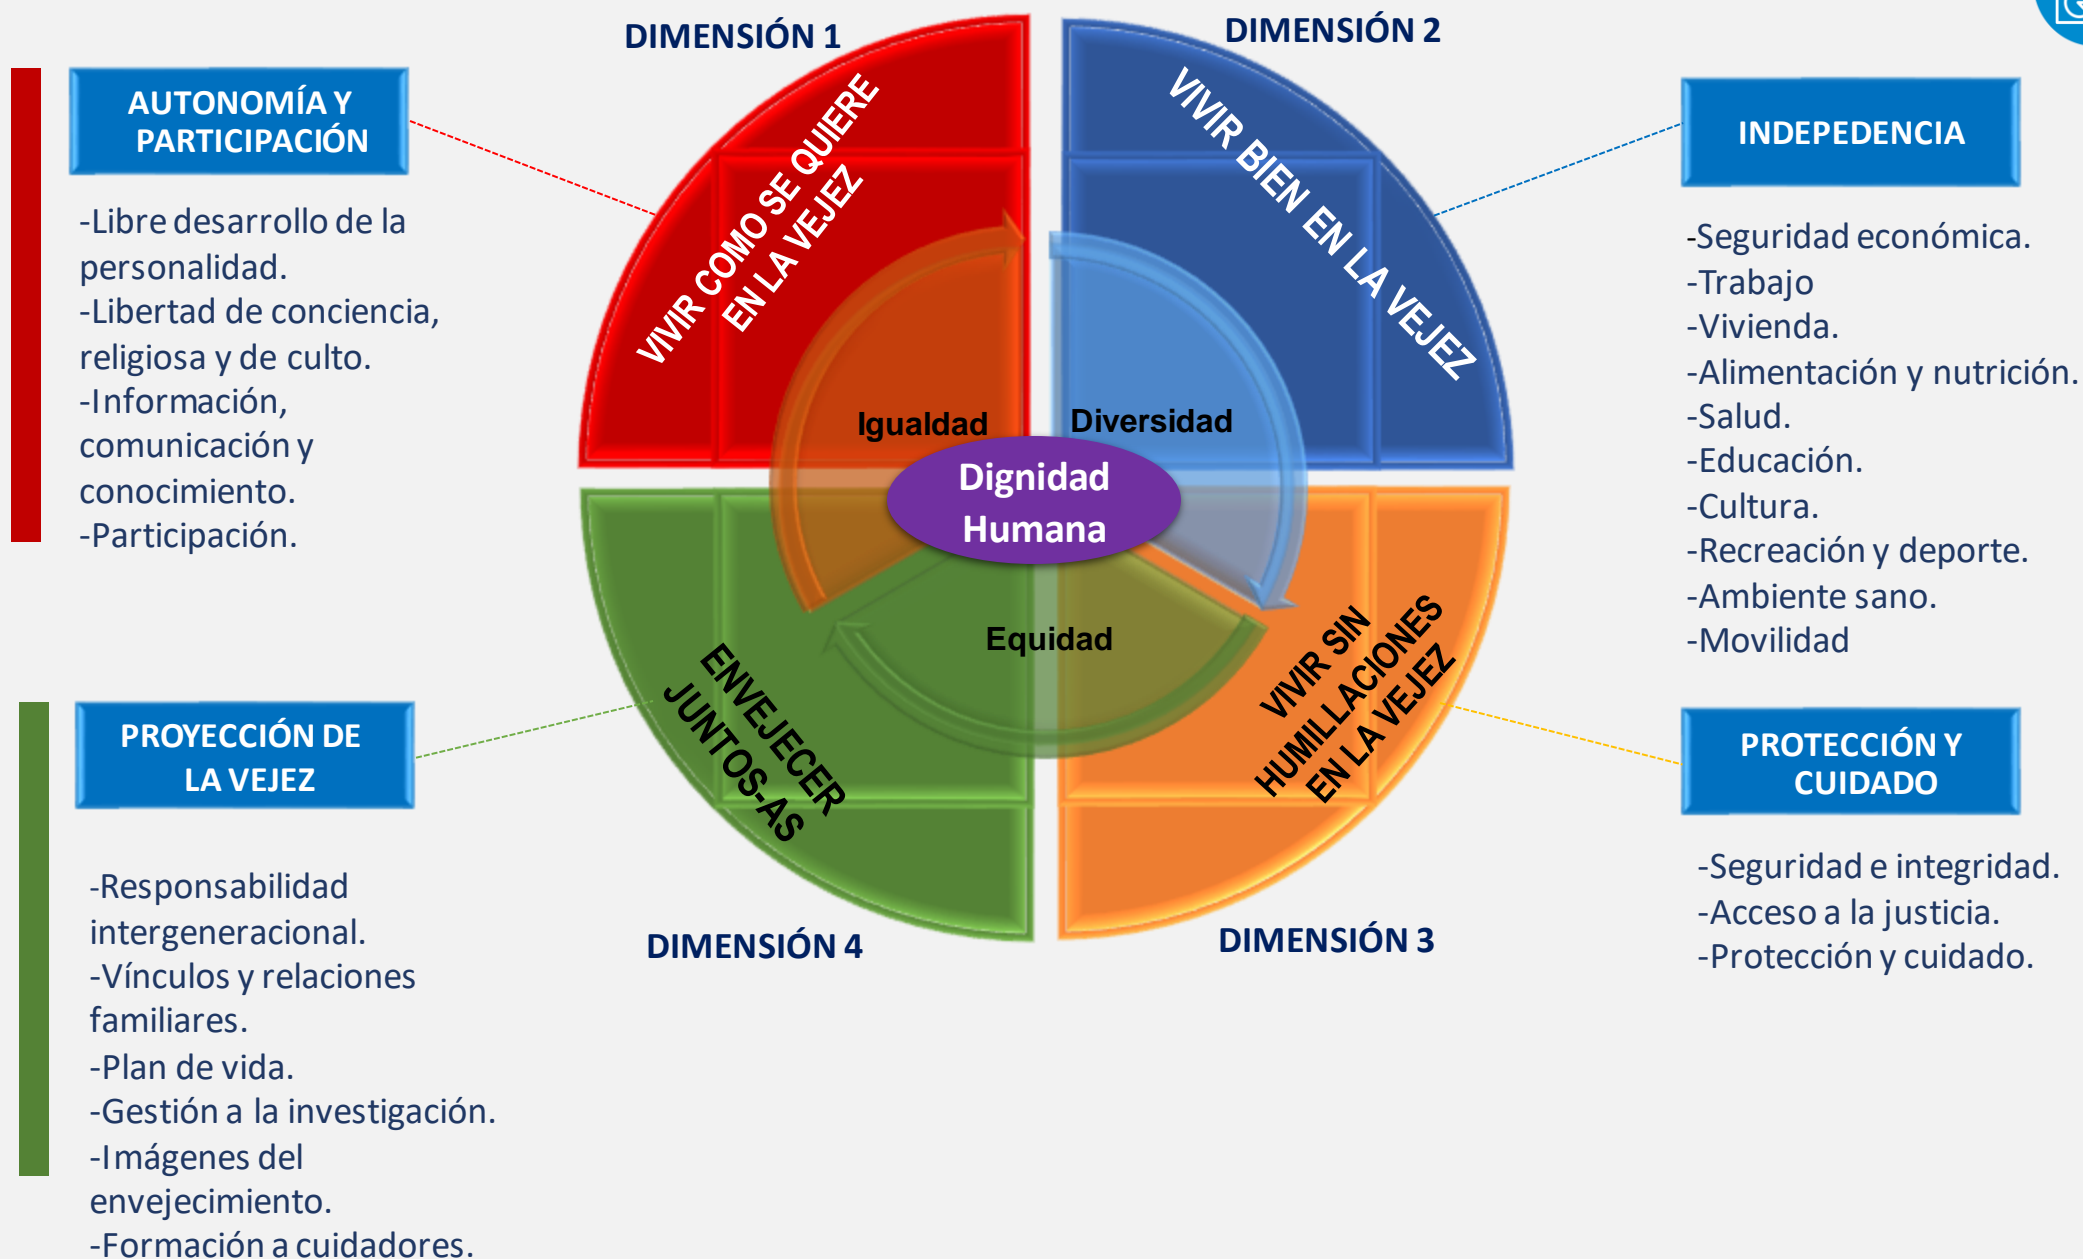 DIMENSIÓN 1
DIMENSIÓN 2
AUTONOMÍA Y
PARTICIPACIÓN
-Libre desarrollo de la
personalidad.
-Libertad de conciencia,
religiosa y de culto.
-Información,
comunicación y
conocimiento.
-Participación.
VIVIR COMO SE QUIERE
EN LA VEJEZ
VIVIR BIEN EN LA VEJEZ
INDEPEDENCIA
-Seguridad económica.
-Trabajo
-Vivienda.
-Alimentación y nutrición.
-Salud.
-Educación.
-Cultura.
-Recreación y deporte.
-Ambiente sano.
-Movilidad
Igualdad
Diversidad
Dignidad
Humana
Equidad
PROYECCIÓN DE
LA VEJEZ
-Responsabilidad
intergeneracional.
-Vínculos y relaciones
familiares.
-Plan de vida.
-Gestión a la investigación.
-Imágenes del
envejecimiento.
-Formación a cuidadores.
ENVEJECER
JUNTOS-AS
VIVIR SIN
HUMILLACIONES
EN LA VEJEZ
PROTECCIÓN Y
CUIDADO
-Seguridad e integridad.
-Acceso a la justicia.
-Protección y cuidado.
DIMENSIÓN 4
DIMENSIÓN 3